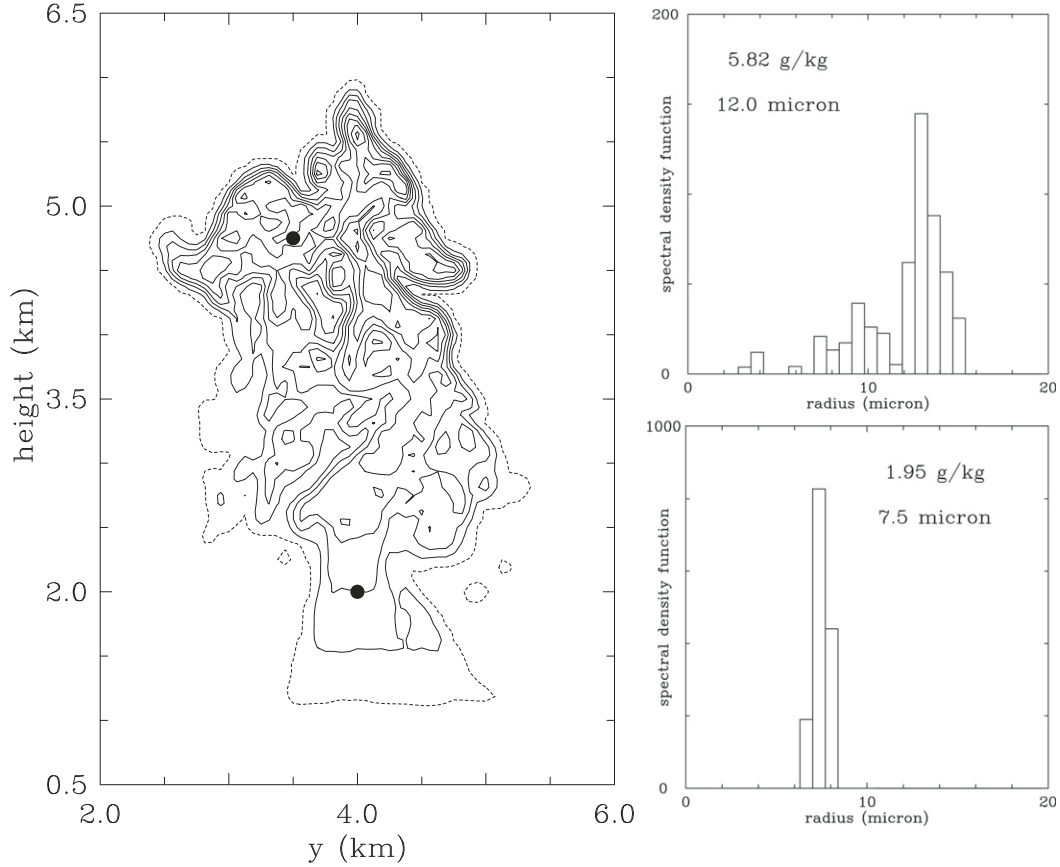 6.5
5.0
3.5
2.0
0.5
height (km)
2.0 4.0 6.0
y (km)
200
0
spectral density function
5.82 g/kg
12.0 micron
0 10 20
radius (micron)
1000
0
spectral density function
1.95 g/kg
7.5 micron
0 10 20
radius (micron)